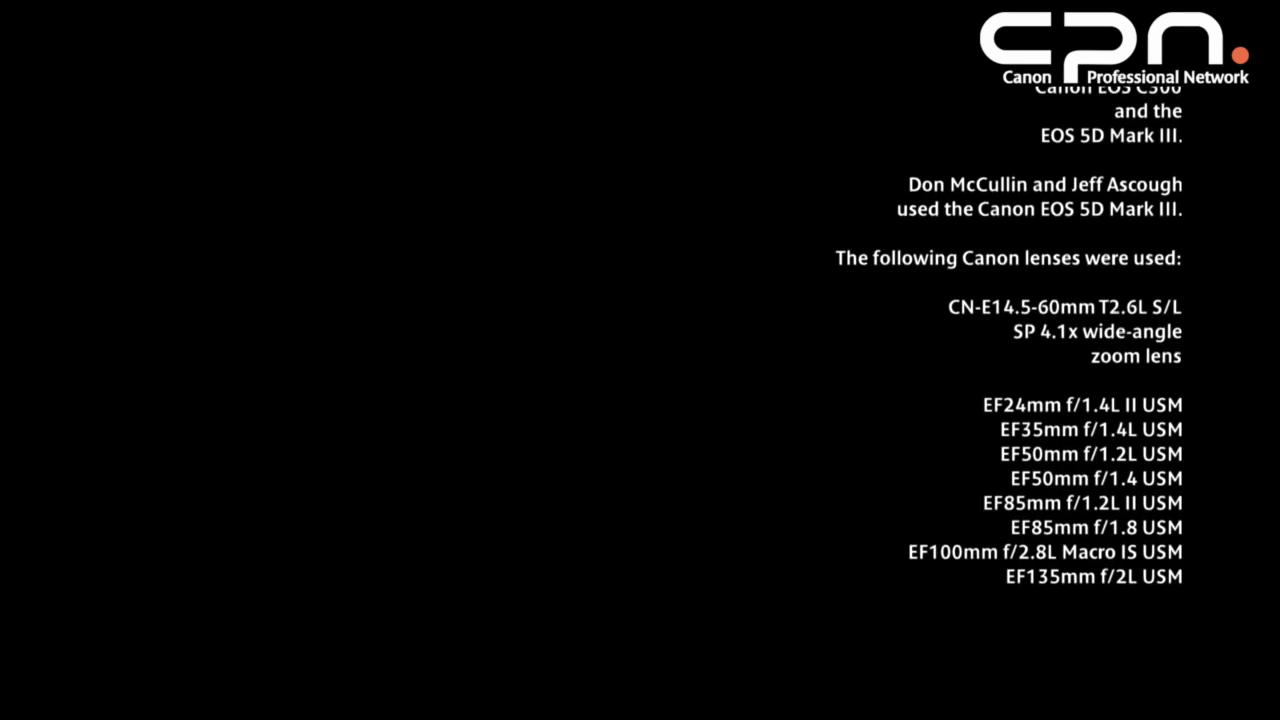 cpn.
Canon Professional Network
Canon EOS C300
and the
EOS 5D Mark III.
Don McCullin and Jeff Ascough
used the Canon EOS 5D Mark III.
The following Canon lenses were used:
CN-E14.5-60mm T2.6L S/L
SP 4.1x wide-angle
zoom lens
EF24mm f/1.4L II USM
EF35mm f/1.4L USM
EF50mm f/1.2L USM
EF50mm f/1.4 USM
EF85mm f/1.2L II USM
EF85mm f/1.8 USM
EF100mm f/2.8L Macro IS USM
EF135mm f/2L USM